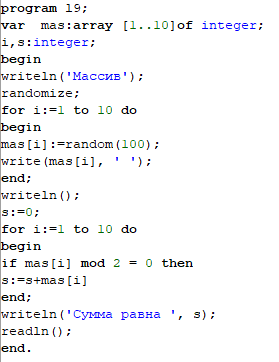 program 19;
var  mas:array [1..10]of integer;
i,s:integer;
begin
writeln('Массив');
randomize;
for i:=1 to 10 do
begin
mas[i]:=random(100);
write(mas[i], ' ');
end;
writeln();
s:=0;
for i:=1 to 10 do
begin
if mas[i] mod 2 = 0 then
s:=s+mas[i]
end;
writeln('Сумма равна ', s);
readln();
end.